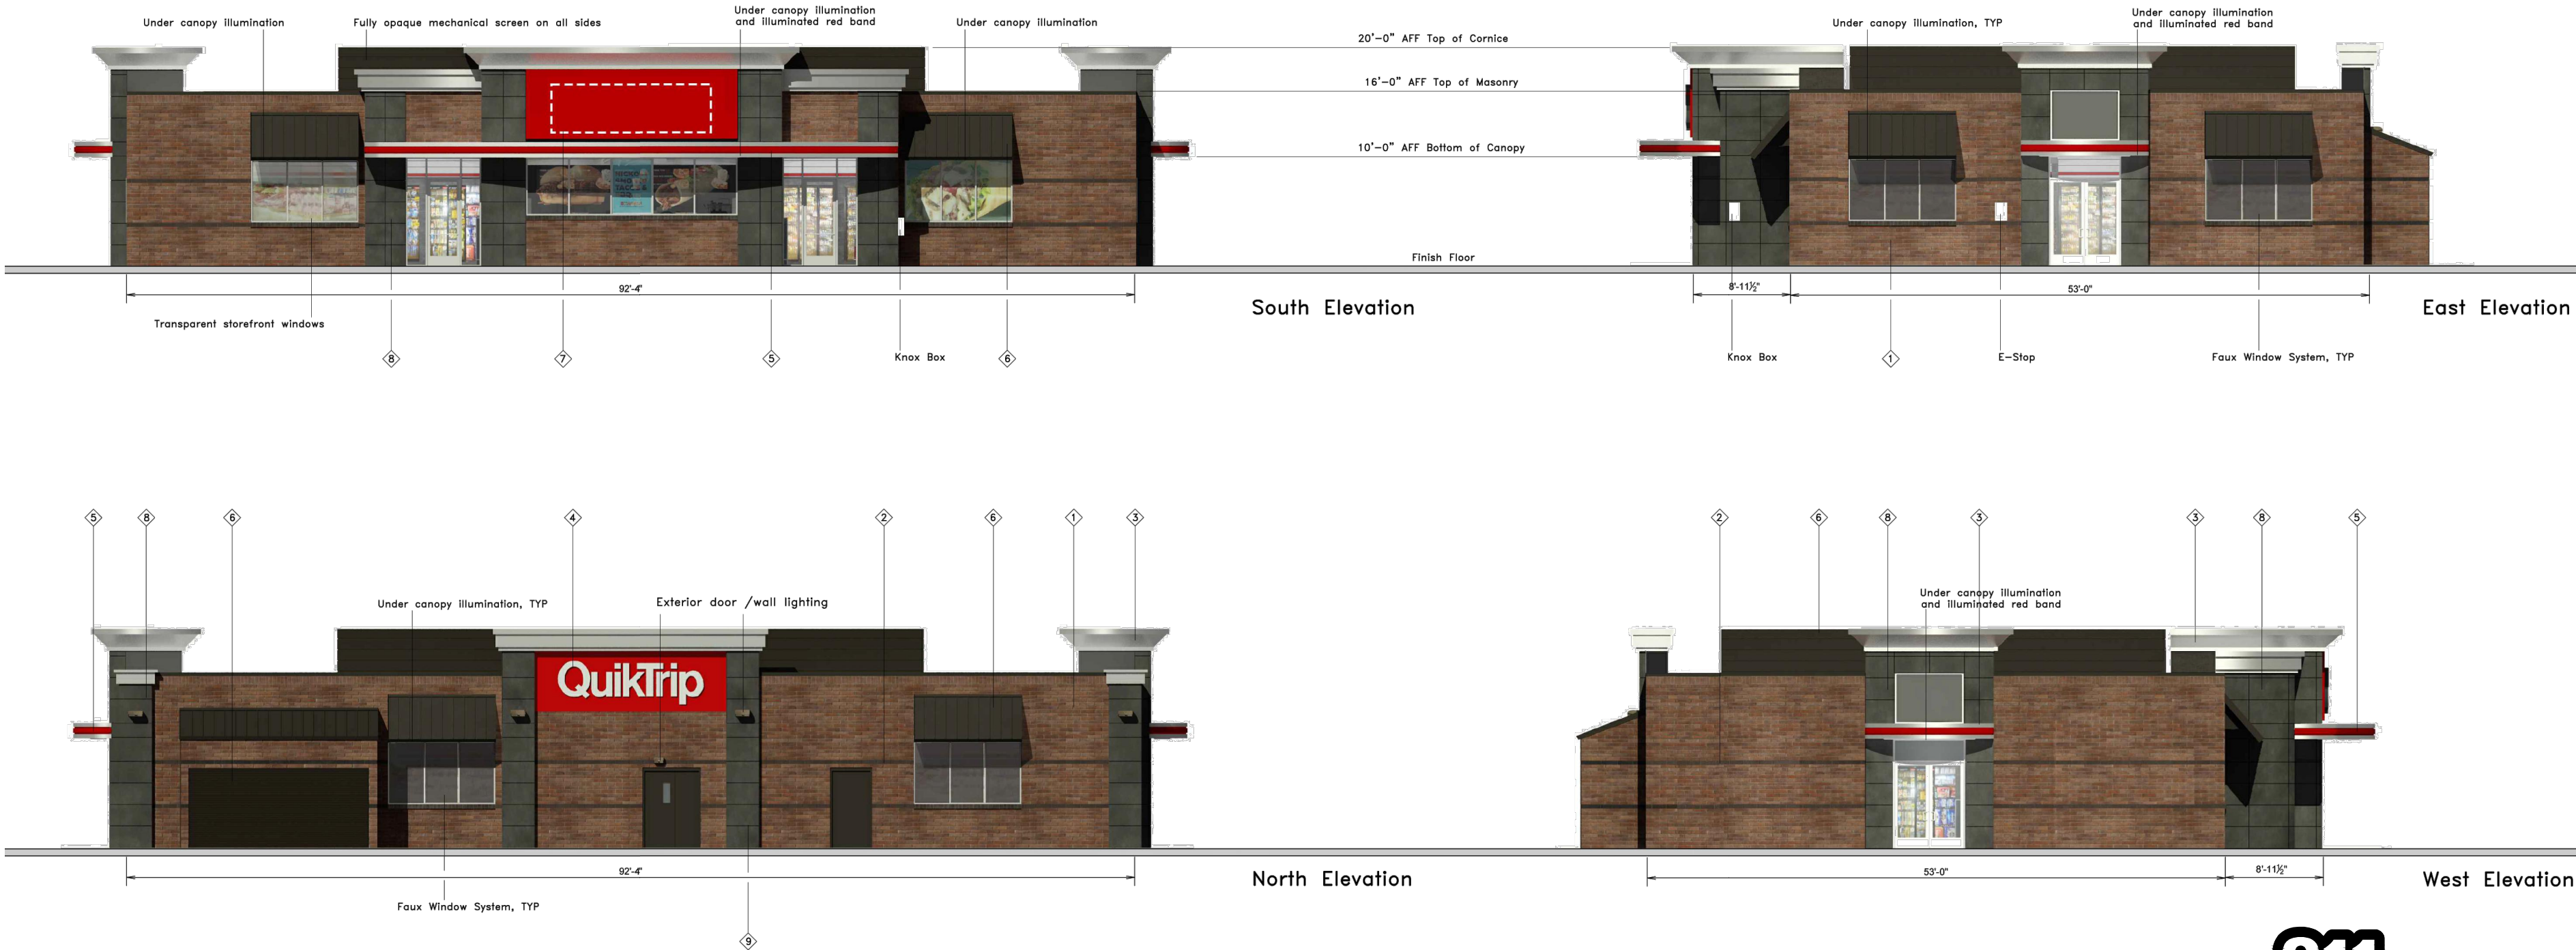 Under canopy illumination
Fully opaque mechanical screen on all sides
Under canopy illumination
and illuminated red band
Under canopy illumination
20'-0" AFF Top of Cornice
16'-0" AFF Top of Masonry
10'-0" AFF Bottom of Canopy
Finish Floor
Under canopy illumination, TYP
Under canopy illumination
and illuminated red band
92'-4"
South Elevation
8'-11½"
53'-0"
East Elevation
Transparent storefront windows
8
7
5
Knox Box
6
Knox Box
1
E-Stop
Faux Window System, TYP
5
8
6
4
2
6
1
3
2
6
8
3
3
8
5
Under canopy illumination, TYP
Exterior door /wall lighting
Under canopy illumination
and illuminated red band
QuikTrip
92'-4"
North Elevation
53'-0"
8'-11½"
West Elevation
Faux Window System, TYP
9